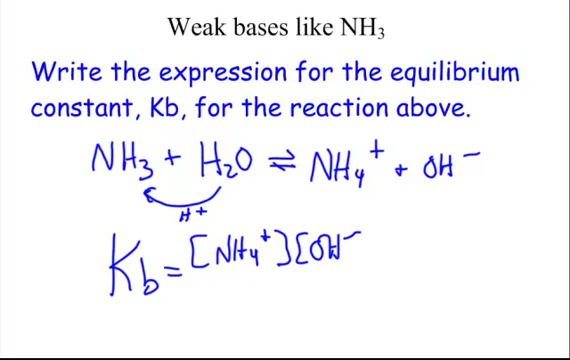 Weak bases like NH₃
Write the expression for the equilibrium
constant, Kb, for the reaction above.
NH₃ + H₂O ⇌ NH₄⁺ + OH⁻
H+
Kb = [NH₄⁺][OH⁻